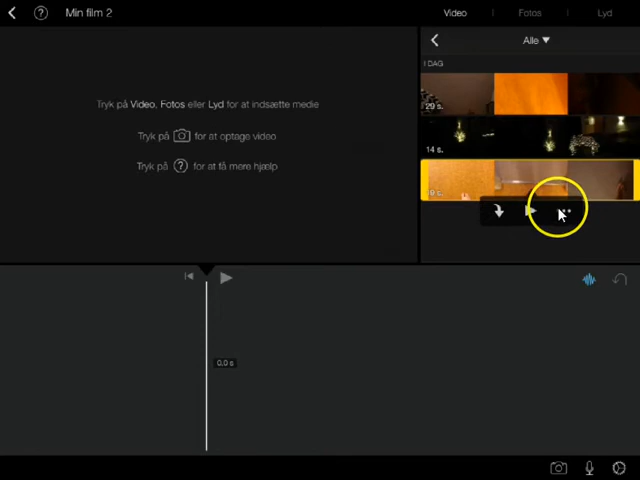 Min film 2
Video
Fotos
Lyd
Alle
I DAG
29 s.
14 s.
Tryk på Video, Fotos eller Lyd for at indsætte medie
Tryk på for at optage video
Tryk på ? for at få mere hjælp
0,0 s